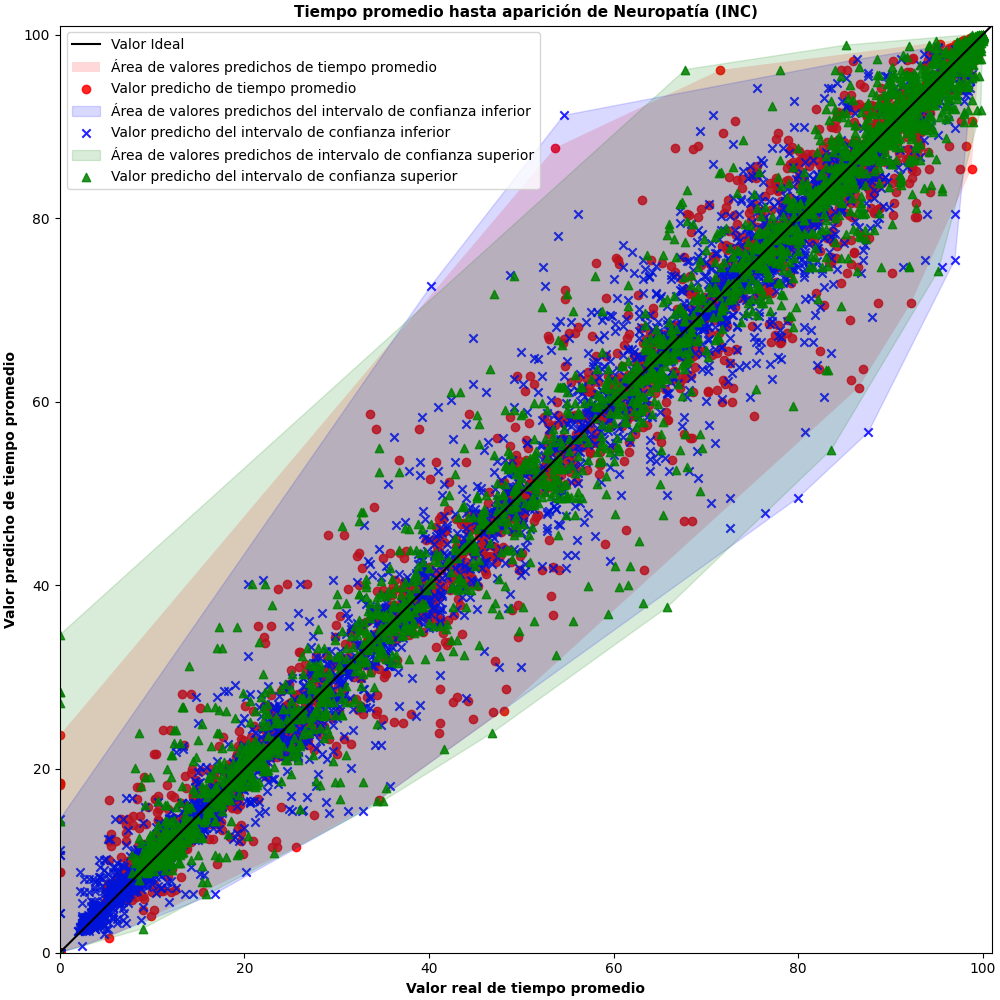 Tiempo promedio hasta aparición de Neuropatía (INC)
Valor Ideal
Área de valores predichos de tiempo promedio
Valor predicho de tiempo promedio
Área de valores predichos del intervalo de confianza inferior
Valor predicho del intervalo de confianza inferior
Área de valores predichos de intervalo de confianza superior
Valor predicho del intervalo de confianza superior
100
80
60
40
20
0
Valor predicho de tiempo promedio
0 20 40 60 80 100
Valor real de tiempo promedio